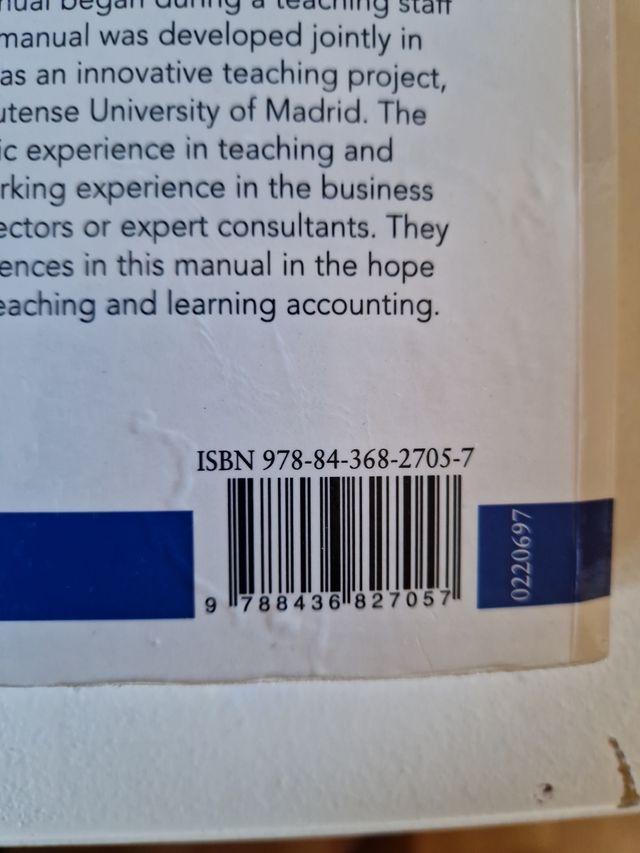 manual was developed jointly in
as an innovative teaching project,
utense University of Madrid. The
ic experience in teaching and
rking experience in the business
ectors or expert consultants. They
ences in this manual in the hope
eaching and learning accounting.
ISBN 978-84-368-2705-7
0220697
9 788436 827057